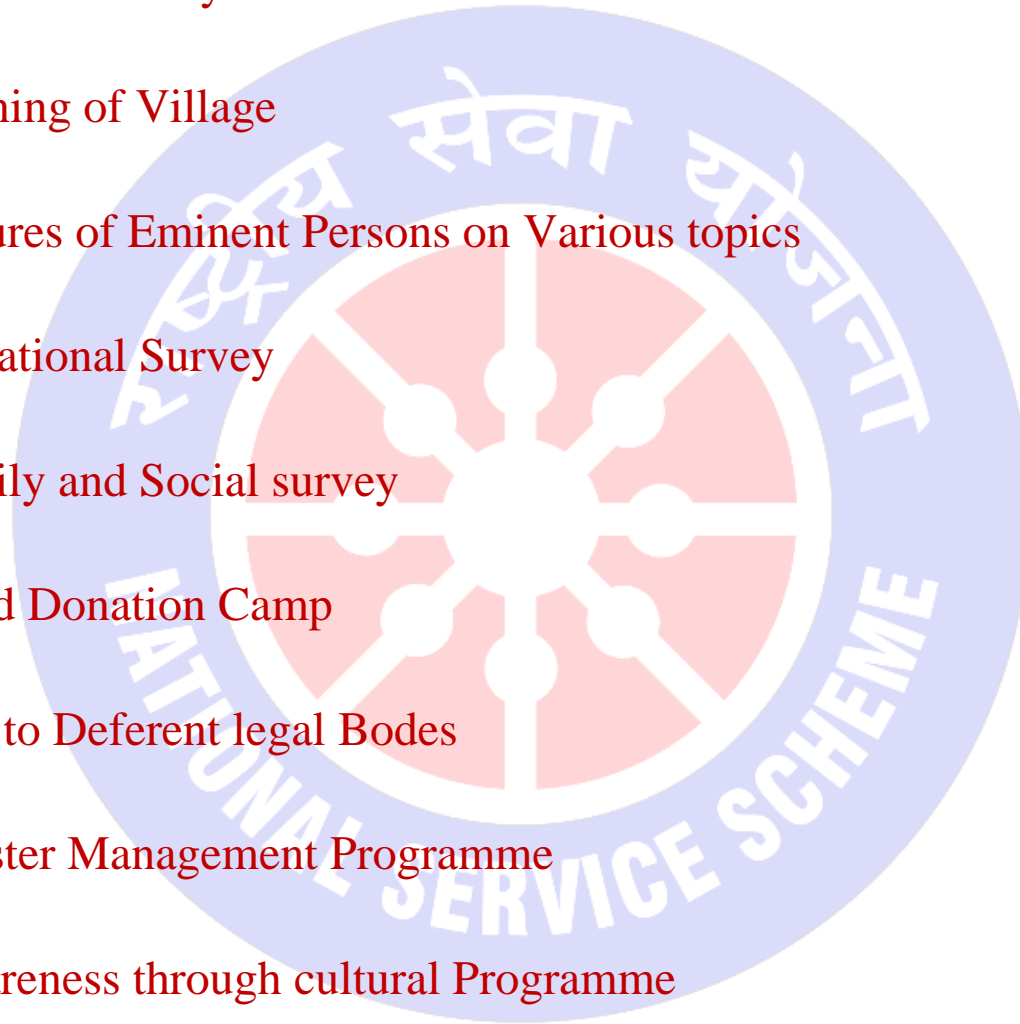 ning of Village
राष्ट्रीय सेवा योजना
ures of Eminent Persons on Various topics
ational Survey
ily and Social survey
d Donation Camp
to Deferent legal Bodes
ster Management Programme
reness through cultural Programme
NATIONAL SERVICE SCHEME